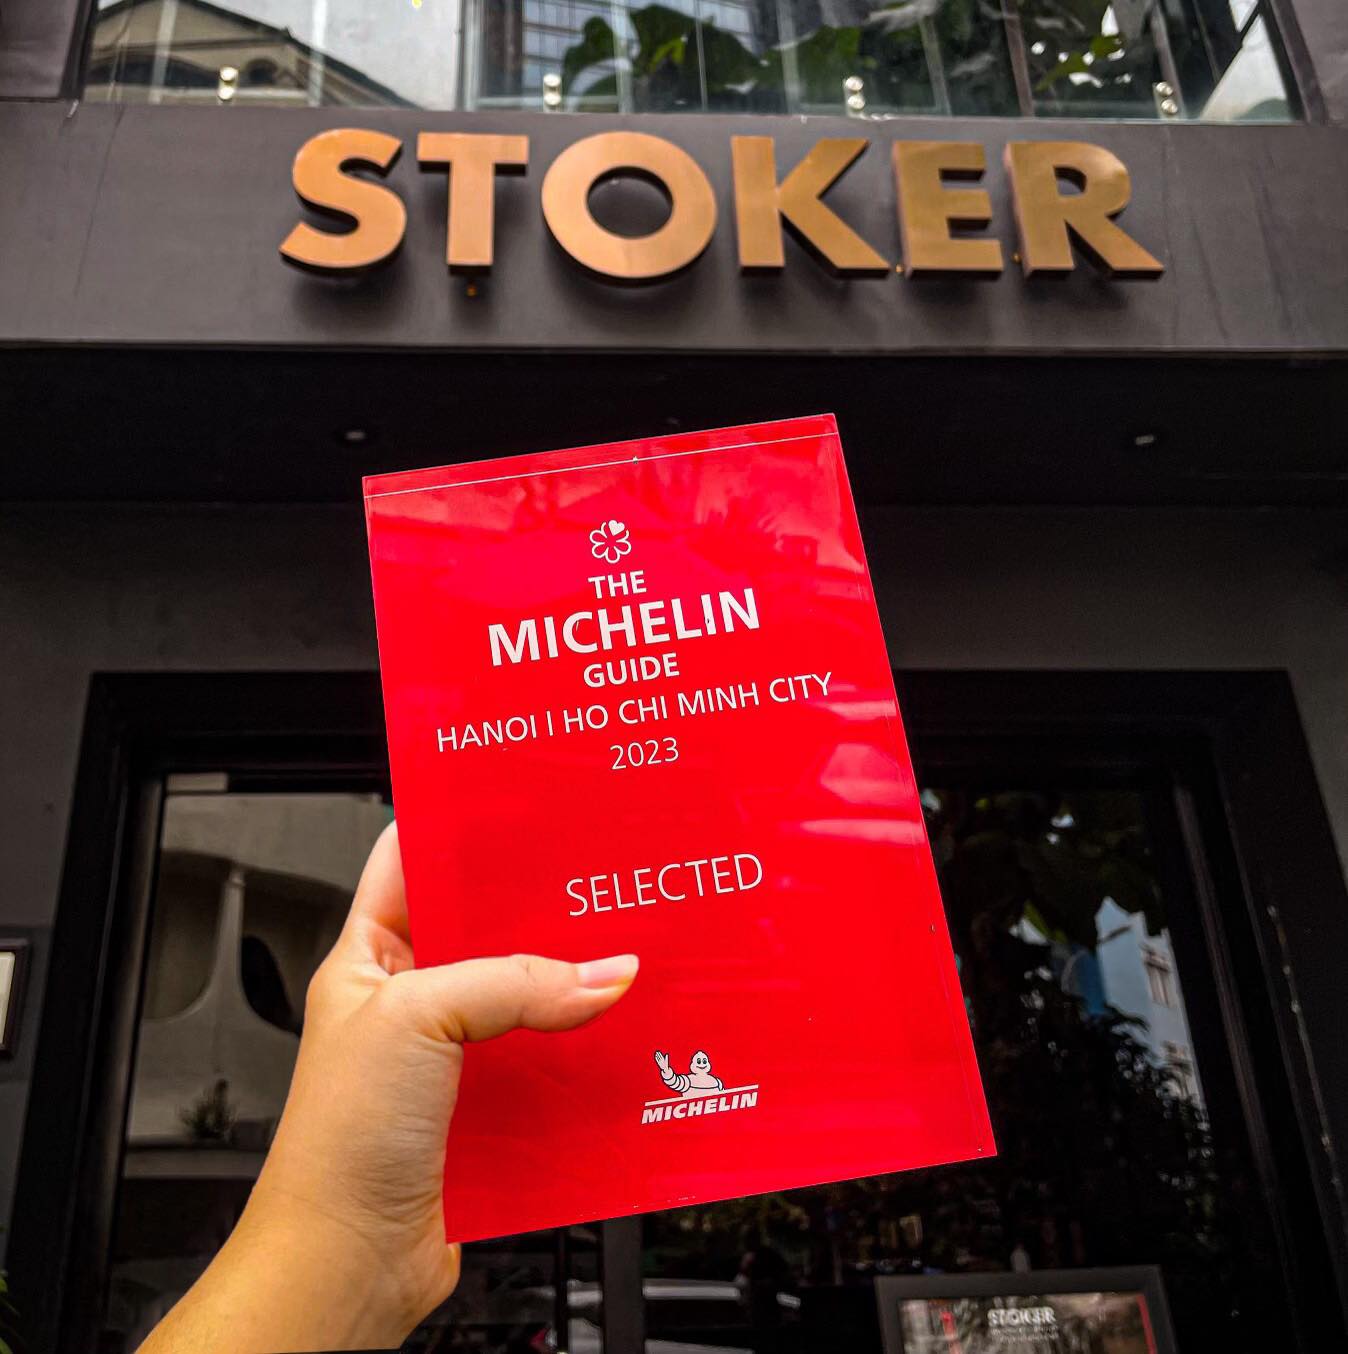 STOKER
THE
MICHELIN
GUIDE
HANOI I HO CHI MINH CITY
2023
SELECTED
MICHELIN
STOKER